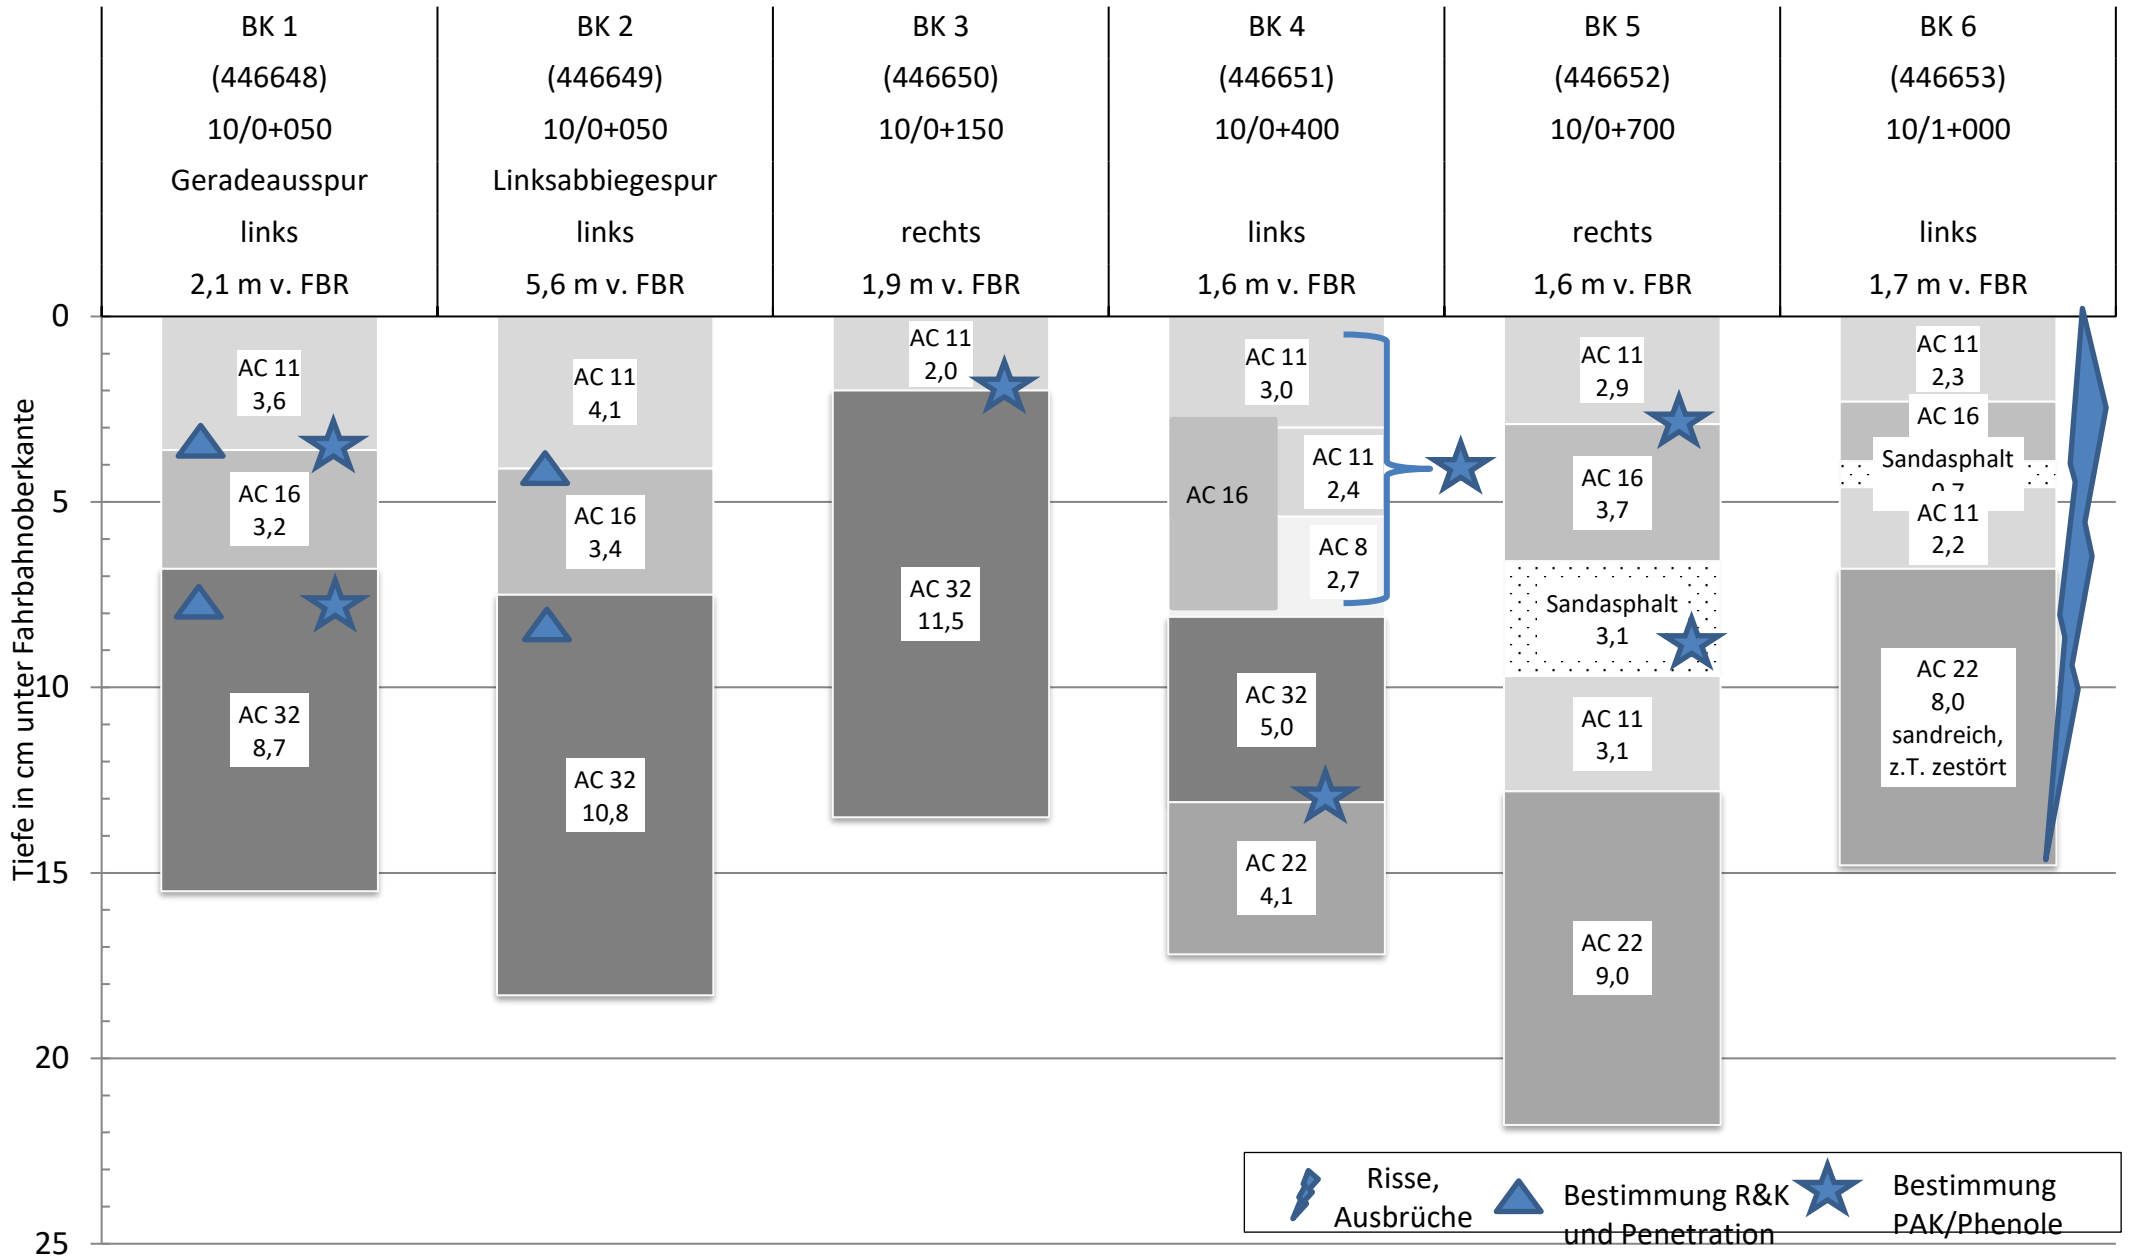 BK 1
(446648)
10/0+050
Geradeausspur
links
2,1 m v. FBR
BK 2
(446649)
10/0+050
Linksabbiegespur
links
5,6 m v. FBR
BK 3
(446650)
10/0+150
rechts
1,9 m v. FBR
BK 4
(446651)
10/0+400
links
1,6 m v. FBR
BK 5
(446652)
10/0+700
rechts
1,6 m v. FBR
BK 6
(446653)
10/1+000
links
1,7 m v. FBR
Tiefe in cm unter Fahrbahnoberkante
0
5
10
15
20
25
AC 11
3,6
AC 16
3,2
AC 32
8,7
AC 11
4,1
AC 16
3,4
AC 32
10,8
AC 11
2,0
AC 32
11,5
AC 11
3,0
AC 16
AC 11
2,4
AC 8
2,7
AC 32
5,0
AC 22
4,1
AC 11
2,9
AC 16
3,7
Sandasphalt
3,1
AC 11
3,1
AC 22
9,0
AC 11
2,3
AC 16
Sandasphalt
0,7
AC 11
2,2
AC 22
8,0
sandreich,
z.T. zestört
Risse,
Ausbrüche
Bestimmung R&K
und Penetration
Bestimmung
PAK/Phenole